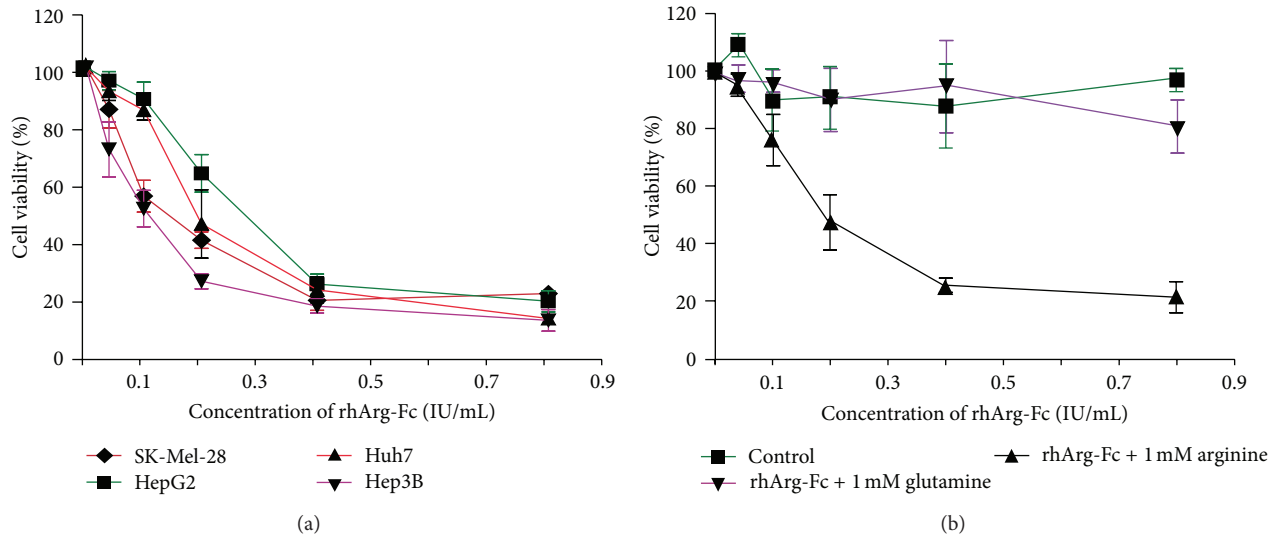 120
100
80
60
40
20
0
Cell viability (%)
0.1 0.3 0.5 0.7 0.9
Concentration of rhArg-Fc (IU/mL)
SK-Mel-28 Huh7
HepG2 Hep3B
(a)
120
100
80
60
40
20
0
Cell viability (%)
0.1 0.3 0.5 0.7 0.9
Concentration of rhArg-Fc (IU/mL)
Control rhArg-Fc + 1 mM arginine
rhArg-Fc + 1 mM glutamine
(b)